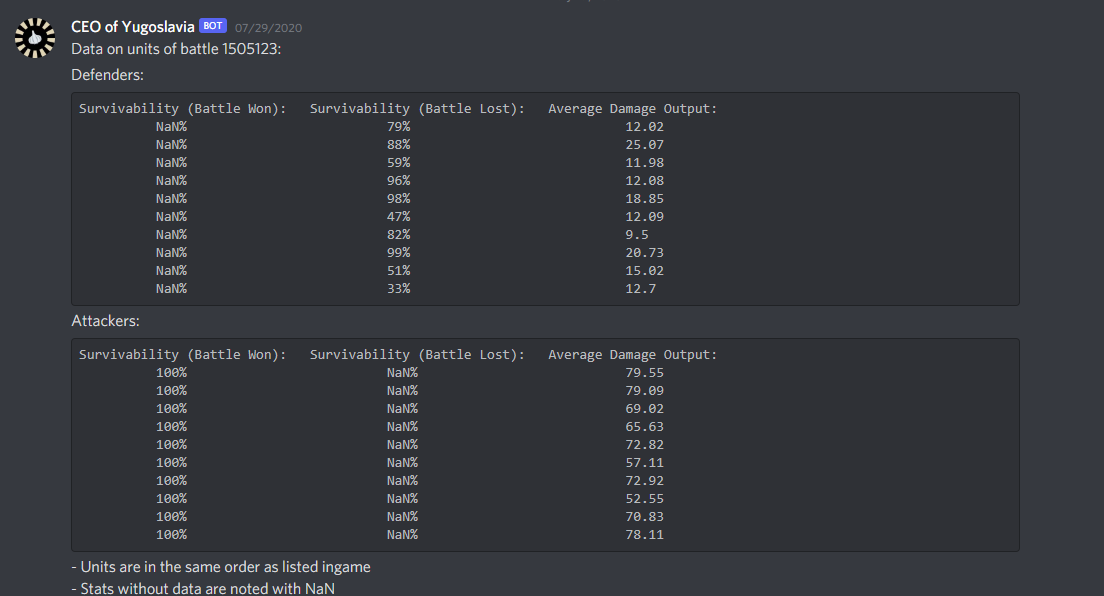 CEO of Yugoslavia BOT 07/29/2020
Data on units of battle 1505123:
Defenders:
Survivability (Battle Won): Survivability (Battle Lost): Average Damage Output:
NaN% 79% 12.02
NaN% 88% 25.07
NaN% 59% 11.98
NaN% 96% 12.08
NaN% 98% 18.85
NaN% 47% 12.09
NaN% 82% 9.5
NaN% 99% 20.73
NaN% 51% 15.02
NaN% 33% 12.7
Attackers:
Survivability (Battle Won): Survivability (Battle Lost): Average Damage Output:
100% NaN% 79.55
100% NaN% 79.09
100% NaN% 69.02
100% NaN% 65.63
100% NaN% 72.82
100% NaN% 57.11
100% NaN% 72.92
100% NaN% 52.55
100% NaN% 70.83
100% NaN% 78.11
- Units are in the same order as listed ingame
- Stats without data are noted with NaN